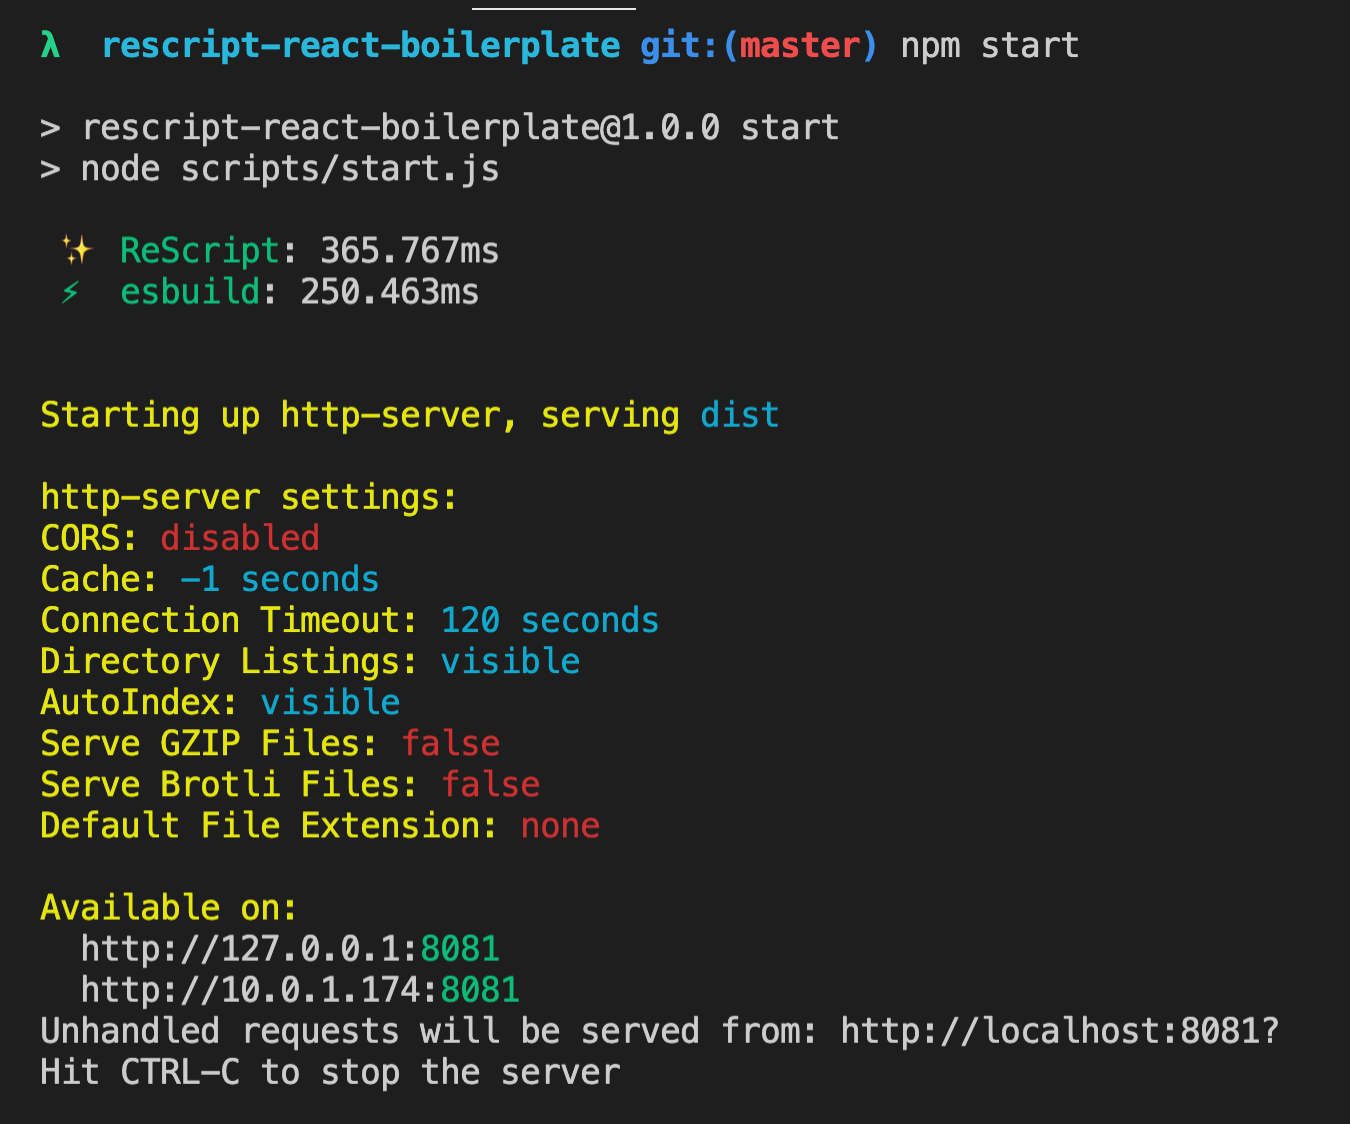 λ  rescript-react-boilerplate git:(master) npm start
> rescript-react-boilerplate@1.0.0 start
> node scripts/start.js
✨ ReScript: 365.767ms
⚡ esbuild: 250.463ms
Starting up http-server, serving dist
http-server settings:
CORS: disabled
Cache: -1 seconds
Connection Timeout: 120 seconds
Directory Listings: visible
AutoIndex: visible
Serve GZIP Files: false
Serve Brotli Files: false
Default File Extension: none
Available on:
http://127.0.0.1:8081
http://10.0.1.174:8081
Unhandled requests will be served from: http://localhost:8081?
Hit CTRL-C to stop the server